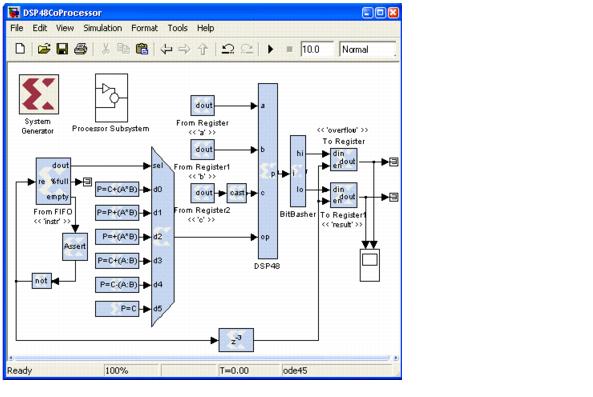 DSP48CoProcessor
File Edit View Simulation Format Tools Help
10.0 Normal
System
Generator
Processor Subsystem
dout
From Register
<< 'a' >>
dout
From Register1
<< 'b' >>
dout
cast
From Register2
<< 'c' >>
a
b
c
op
p
DSP48
hi
i
lo
BitBasher
<< 'overflow' >>
To Register
din
dout
en
din
dout
en
To Register1
<< 'result' >>
dout
re %full
empty
From FIFO
<< 'instr' >>
Assert
not
sel
P=C+(A*B)
d0
P=P+(A*B)
d1
P=+(A*B)
d2
P=C+(A:B)
d3
P=C-(A:B)
d4
P=C
d5
z-3
Ready 100% T=0.00 ode45